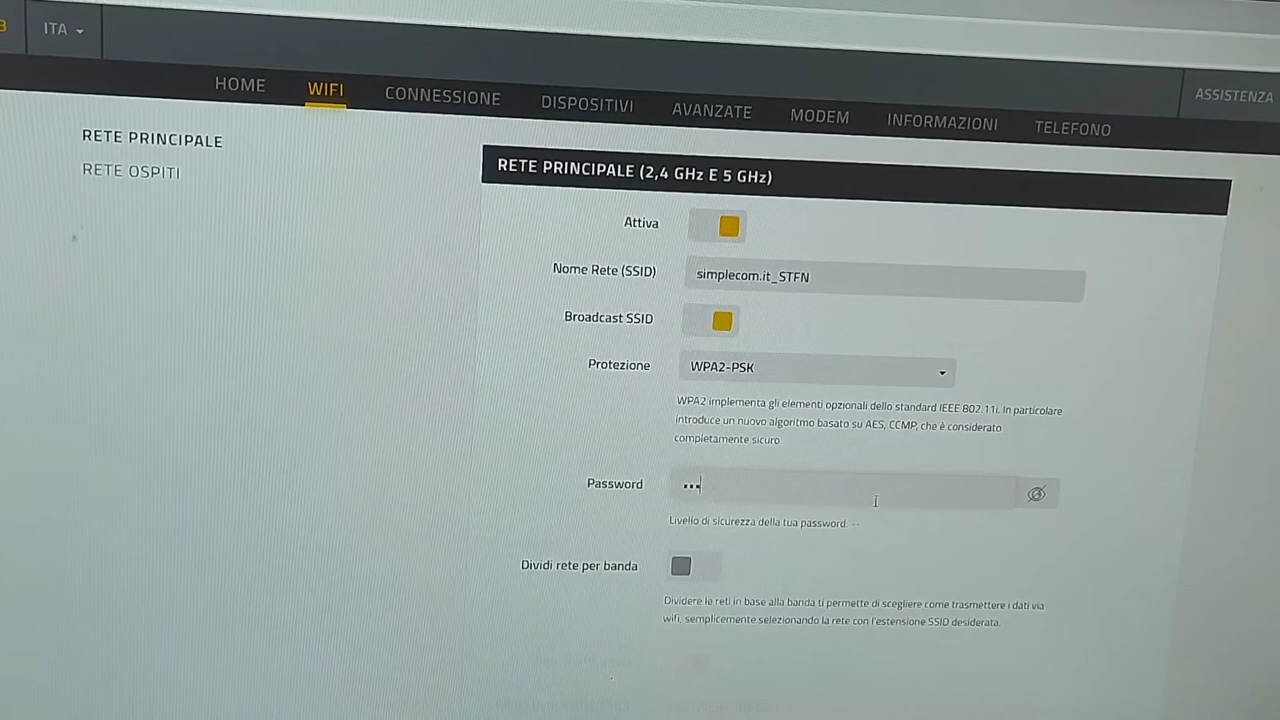 ITA
ASSISTENZA
HOME
WIFI
CONNESSIONE
DISPOSITIVI
AVANZATE
MODEM
INFORMAZIONI
TELEFONO
RETE PRINCIPALE
RETE OSPITI
RETE PRINCIPALE (2,4 GHz E 5 GHz)
Attiva
Nome Rete (SSID) simplecom.it_STFN
Broadcast SSID
Protezione WPA2-PSK
WPA2 implementa gli elementi opzionali dello standard IEEE 802.11i. In particolare
introduce un nuovo algoritmo basato su AES, CCMP, che è considerato
completamente sicuro.
Password •••
Livello di sicurezza della tua password: --
Dividi rete per banda
Dividere le reti in base alla banda ti permette di scegliere come trasmettere i dati via
wifi, semplicemente selezionando la rete con l'estensione SSID desiderata.